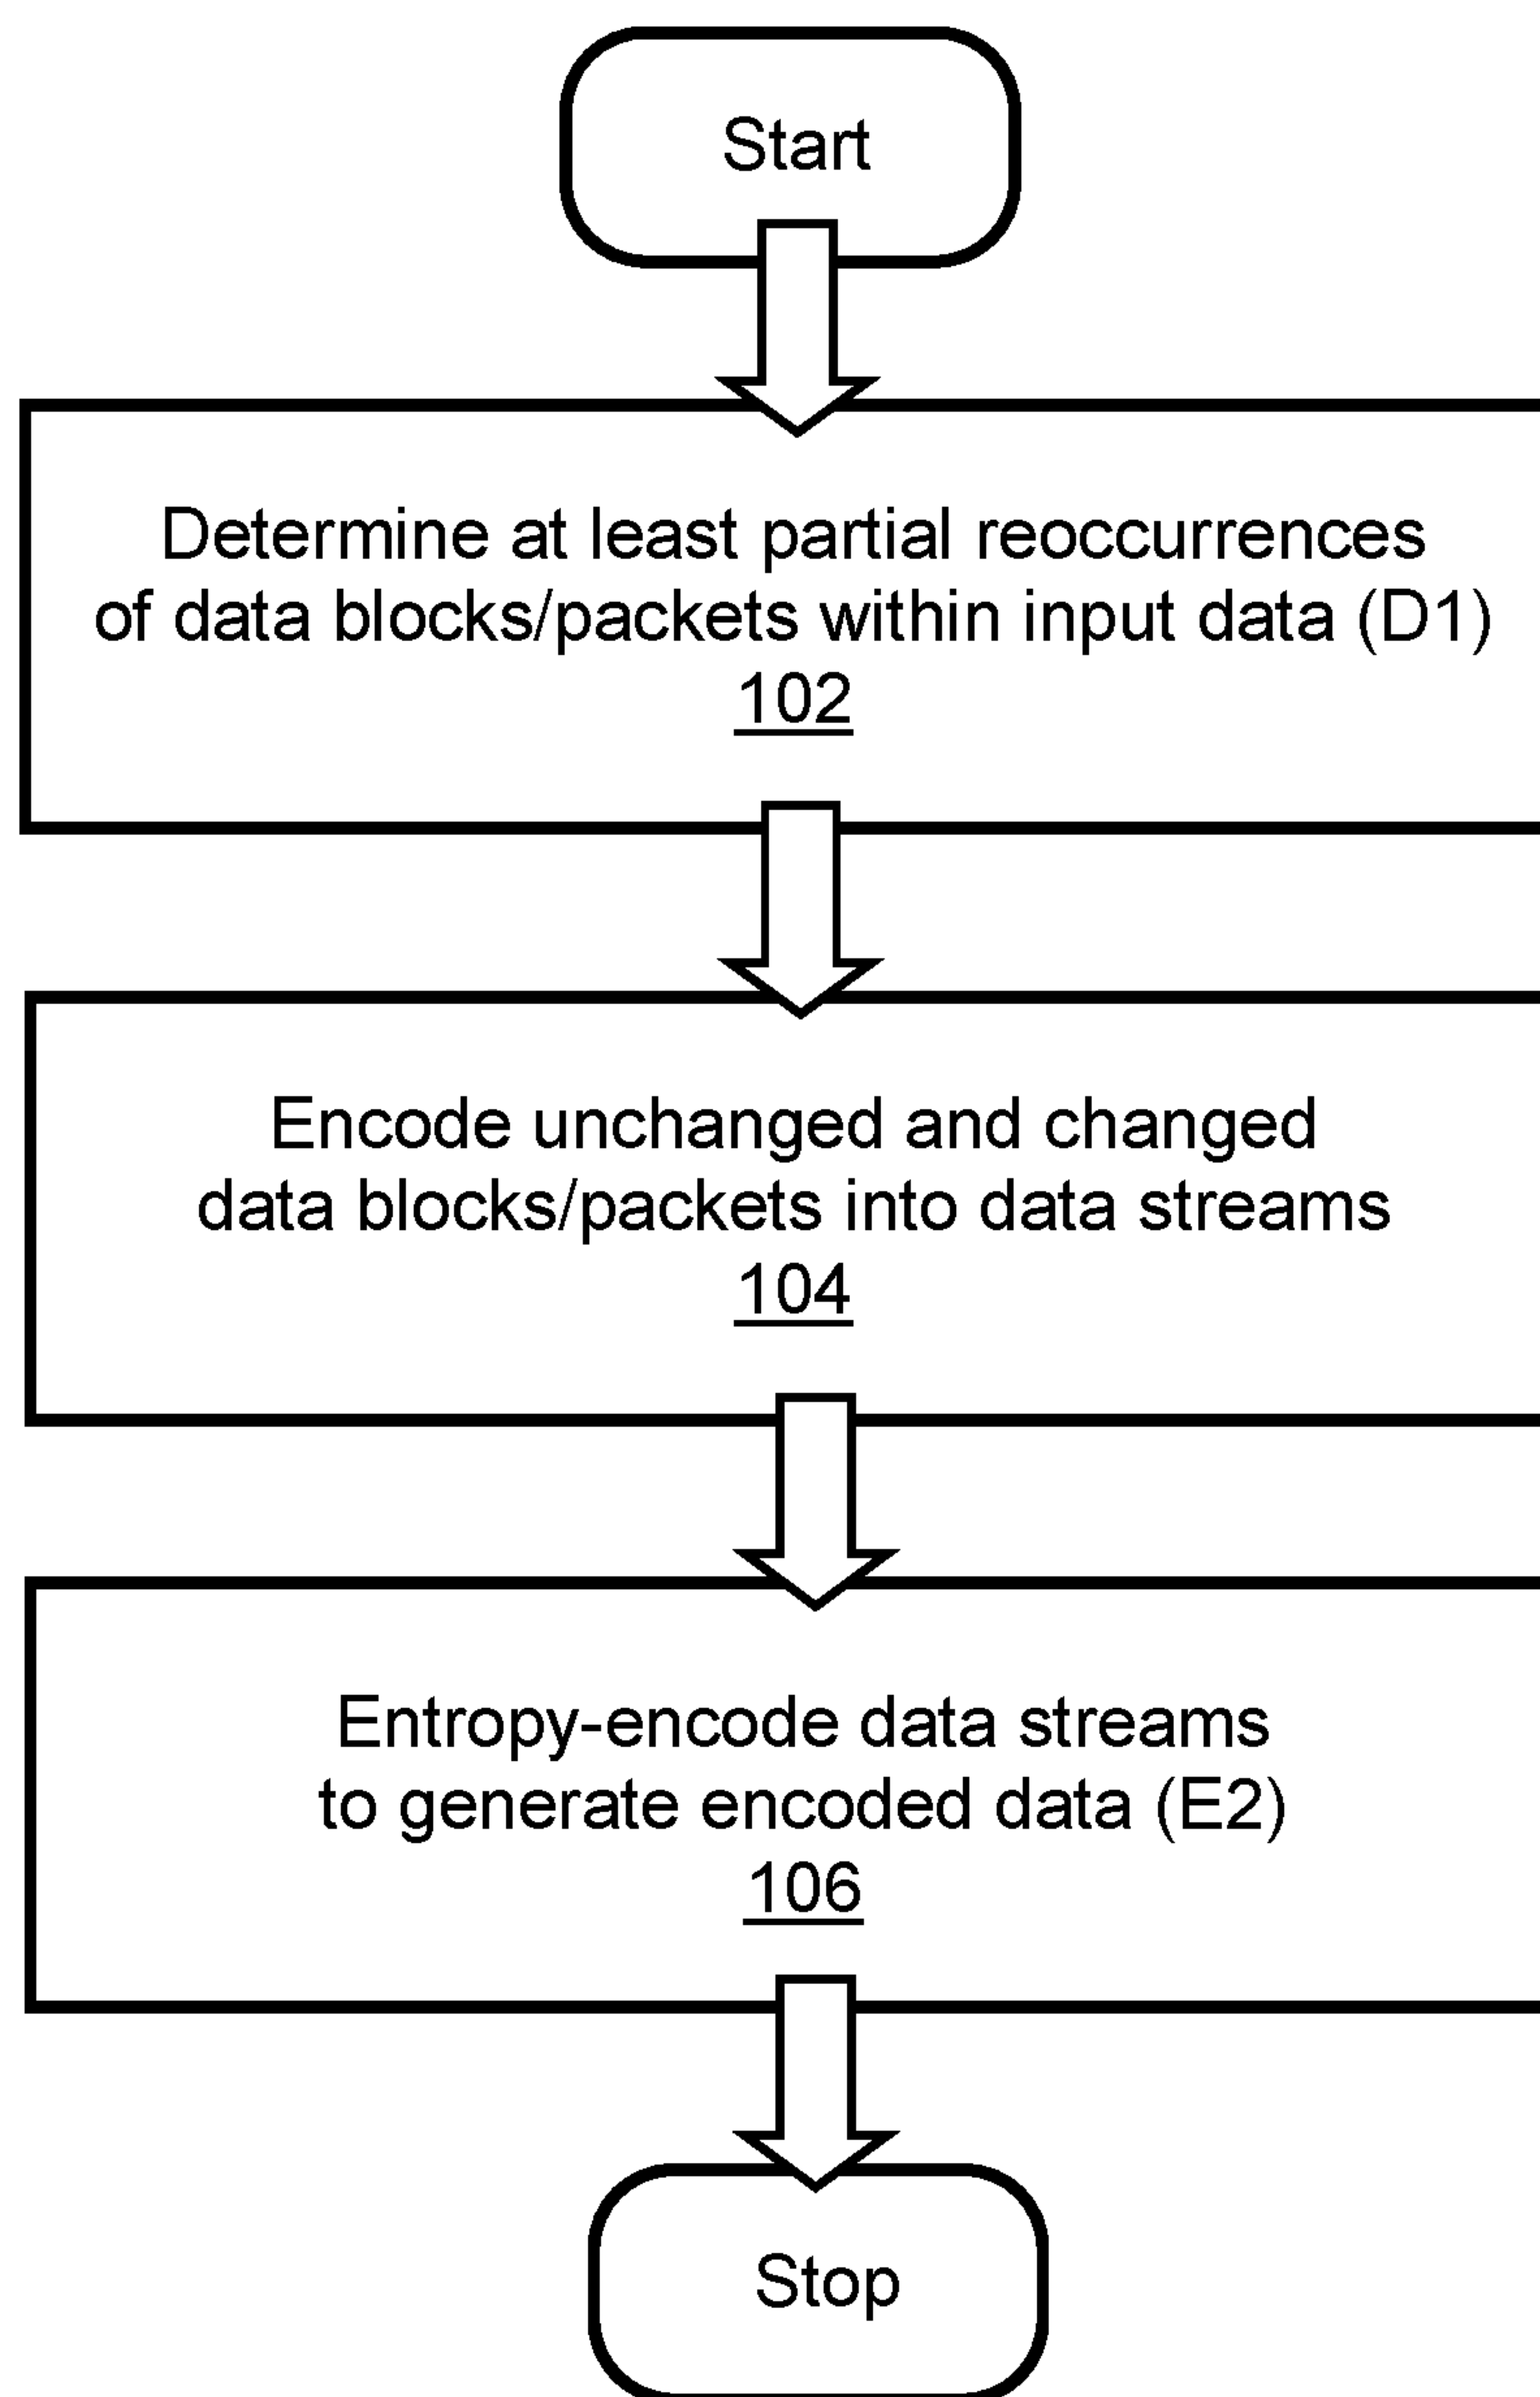 Start
Determine at least partial reoccurrences
of data blocks/packets within input data (D1)
102
Encode unchanged and changed
data blocks/packets into data streams
104
Entropy-encode data streams
to generate encoded data (E2)
106
Stop